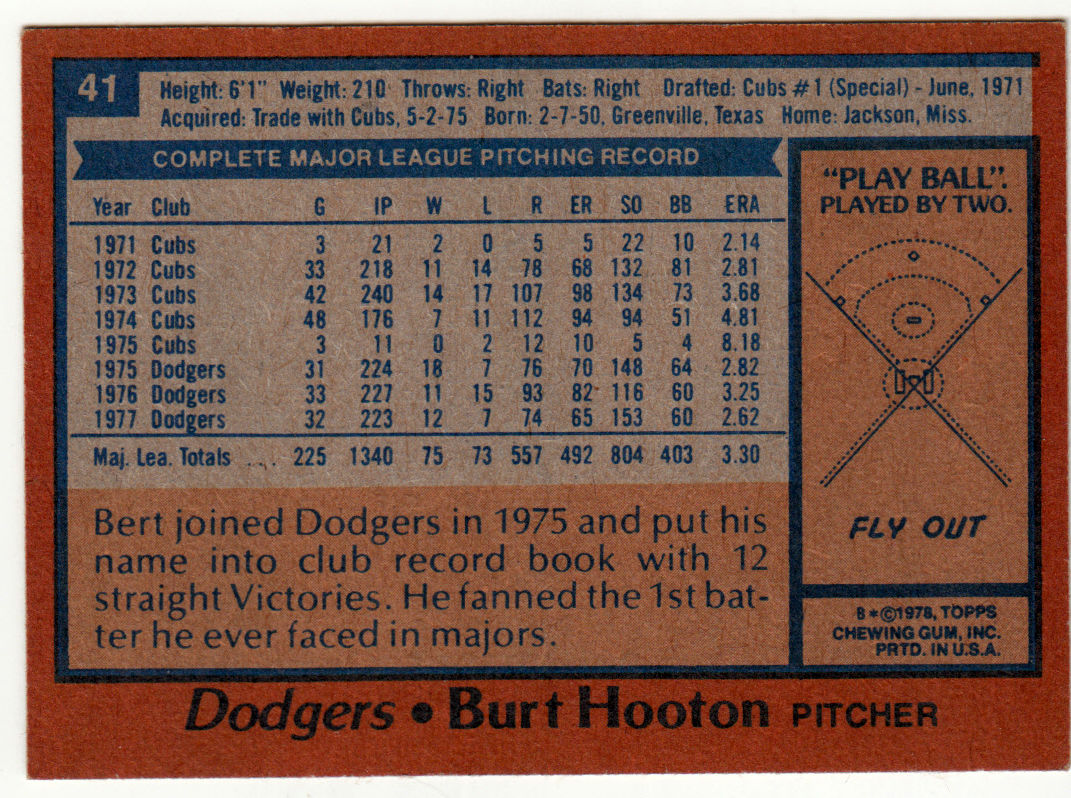 41
Height: 6'1" Weight: 210 Throws: Right Bats: Right Drafted: Cubs #1 (Special) - June, 1971
Acquired: Trade with Cubs, 5-2-75 Born: 2-7-50, Greenville, Texas Home: Jackson, Miss.
COMPLETE MAJOR LEAGUE PITCHING RECORD
Year Club G IP W L R ER SO BB ERA
1971 Cubs 3 21 2 0 5 5 22 10 2.14
1972 Cubs 33 218 11 14 78 68 132 81 2.81
1973 Cubs 42 240 14 17 107 98 134 73 3.68
1974 Cubs 48 176 7 11 112 94 94 51 4.81
1975 Cubs 3 11 0 2 12 10 5 4 8.18
1975 Dodgers 31 224 18 7 76 70 148 64 2.82
1976 Dodgers 33 227 11 15 93 82 116 60 3.25
1977 Dodgers 32 223 12 7 74 65 153 60 2.62
Maj. Lea. Totals .... 225 1340 75 73 557 492 804 403 3.30
Bert joined Dodgers in 1975 and put his
name into club record book with 12
straight Victories. He fanned the 1st bat-
ter he ever faced in majors.
"PLAY BALL".
PLAYED BY TWO.
FLY OUT
B*©1978, TOPPS
CHEWING GUM, INC.
PRTD. IN U.S.A.
Dodgers • Burt Hooton PITCHER